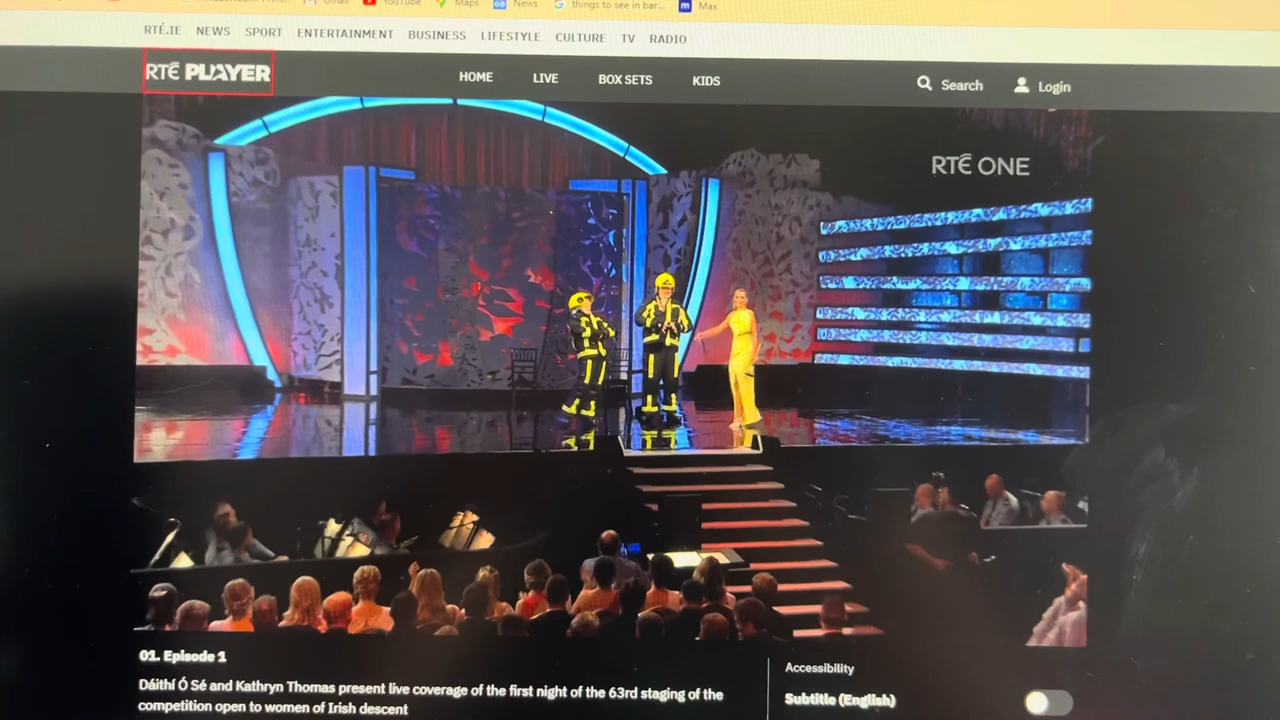 Gmail
YouTube
Maps
News
things to see in bar...
Max
RTÉ.IE NEWS SPORT ENTERTAINMENT BUSINESS LIFESTYLE CULTURE TV RADIO
RTÉ PLAYER HOME LIVE BOX SETS KIDS Search Login
RTÉ ONE
01. Episode 1
Dáithí Ó Sé and Kathryn Thomas present live coverage of the first night of the 63rd staging of the
competition open to women of Irish descent
Accessibility
Subtitle (English)